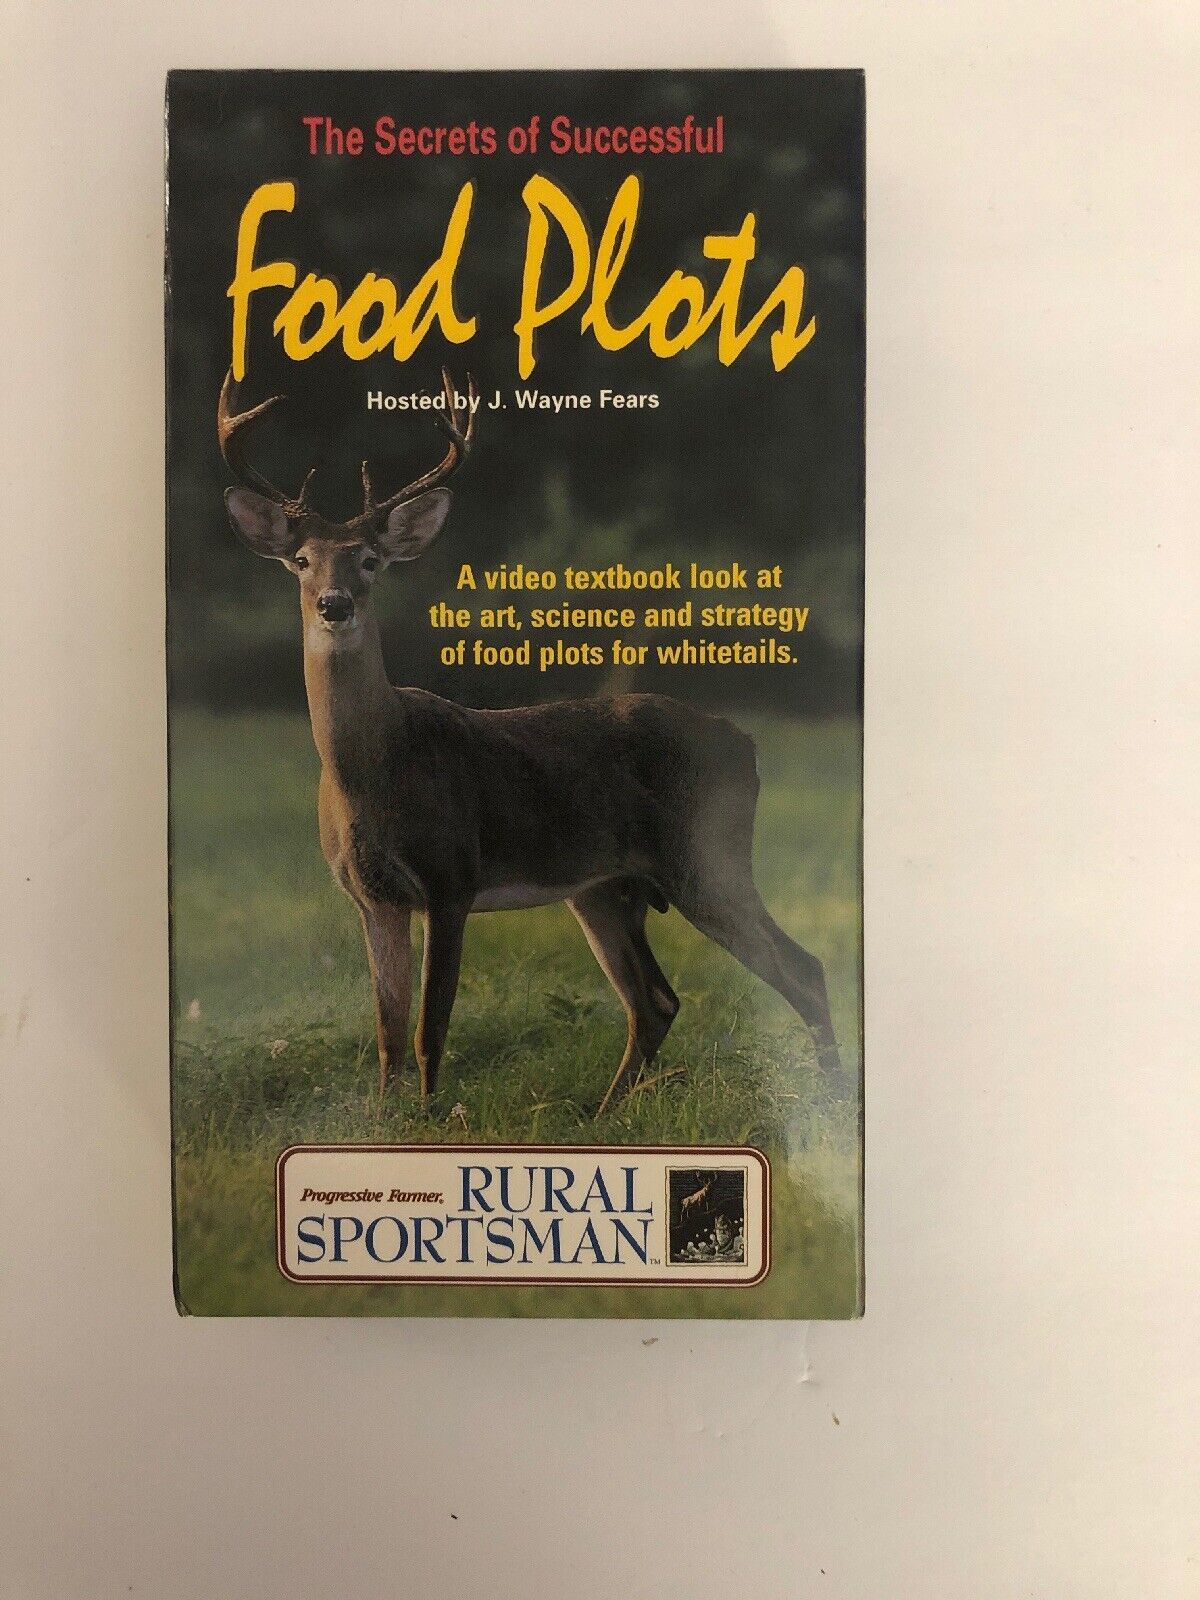 The Secrets of Successful
Food Plots
Hosted by J. Wayne Fears
A video textbook look at
the art, science and strategy
of food plots for whitetails.
Progressive Farmer® RURAL
SPORTSMAN™